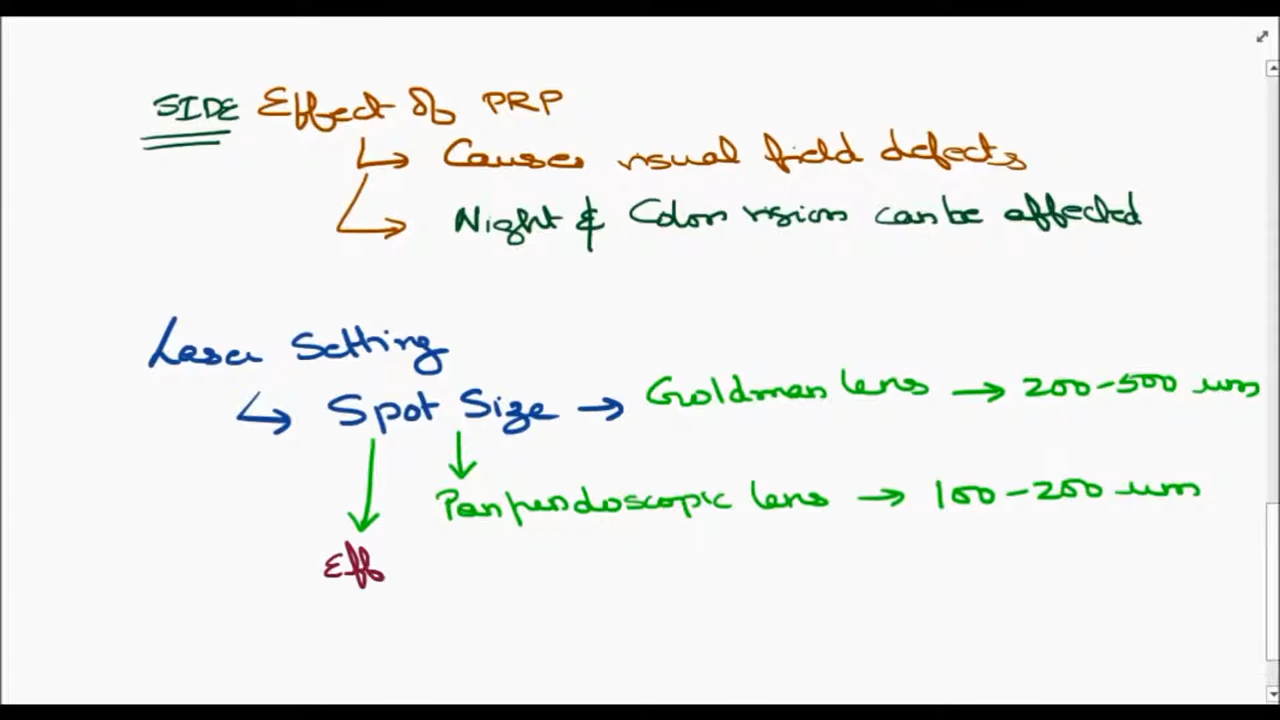 SIDE Effect of PRP
↳ Causes visual field defects
↳ Night & Color vision can be affected
Laser Setting
↳ Spot Size → Goldman lens → 200-500 um
Panfundoscopic lens → 100-200 um
Eff